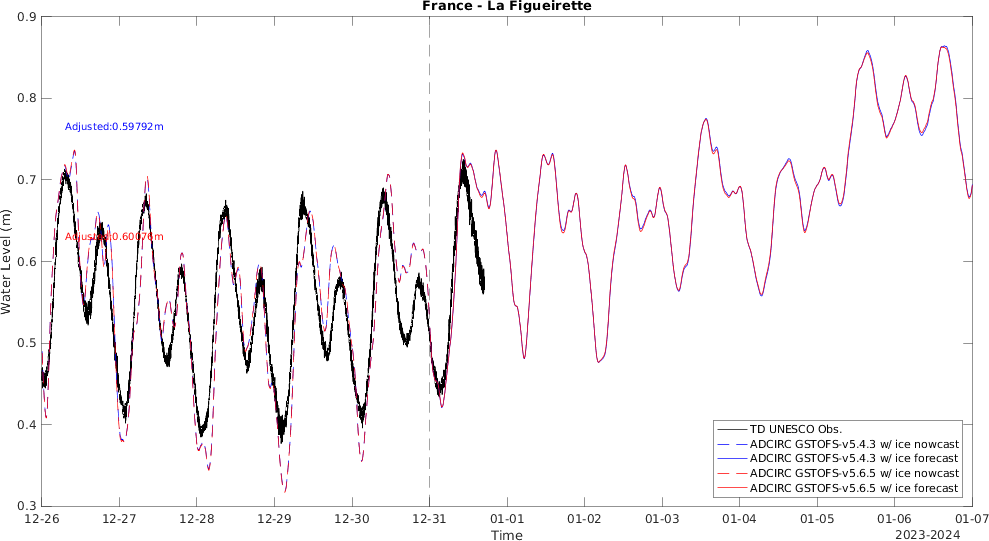 France - La Figueirette
0.9
0.8
0.7
0.6
0.5
0.4
0.3
Water Level (m)
Adjusted:0.59792m
Adjusted:0.60076m
TD UNESCO Obs.
ADCIRC GSTOFS-v5.4.3 w/ ice nowcast
ADCIRC GSTOFS-v5.4.3 w/ ice forecast
ADCIRC GSTOFS-v5.6.5 w/ ice nowcast
ADCIRC GSTOFS-v5.6.5 w/ ice forecast
12-26 12-27 12-28 12-29 12-30 12-31 01-01 01-02 01-03 01-04 01-05 01-06 01-07
Time
2023-2024